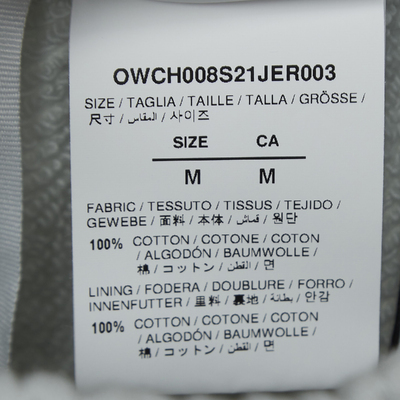 OWCH008S21JER003
SIZE / TAGLIA / TAILLE / TALLA / GRÖSSE /
尺寸 / المقاس / 사이즈
SIZE CA
M M
FABRIC / TESSUTO / TISSUS / TEJIDO /
GEWEBE / 面料 / 本体 / قماش / 원단
100% COTTON / COTONE / COTON
/ ALGODÓN / BAUMWOLLE /
棉 / コットン / القطن / 면
LINING / FODERA / DOUBLURE / FORRO /
INNENFUTTER / 里料 / 裏地 / بطانة / 안감
100% COTTON / COTONE / COTON
/ ALGODÓN / BAUMWOLLE /
棉 / コットン / القطن / 면